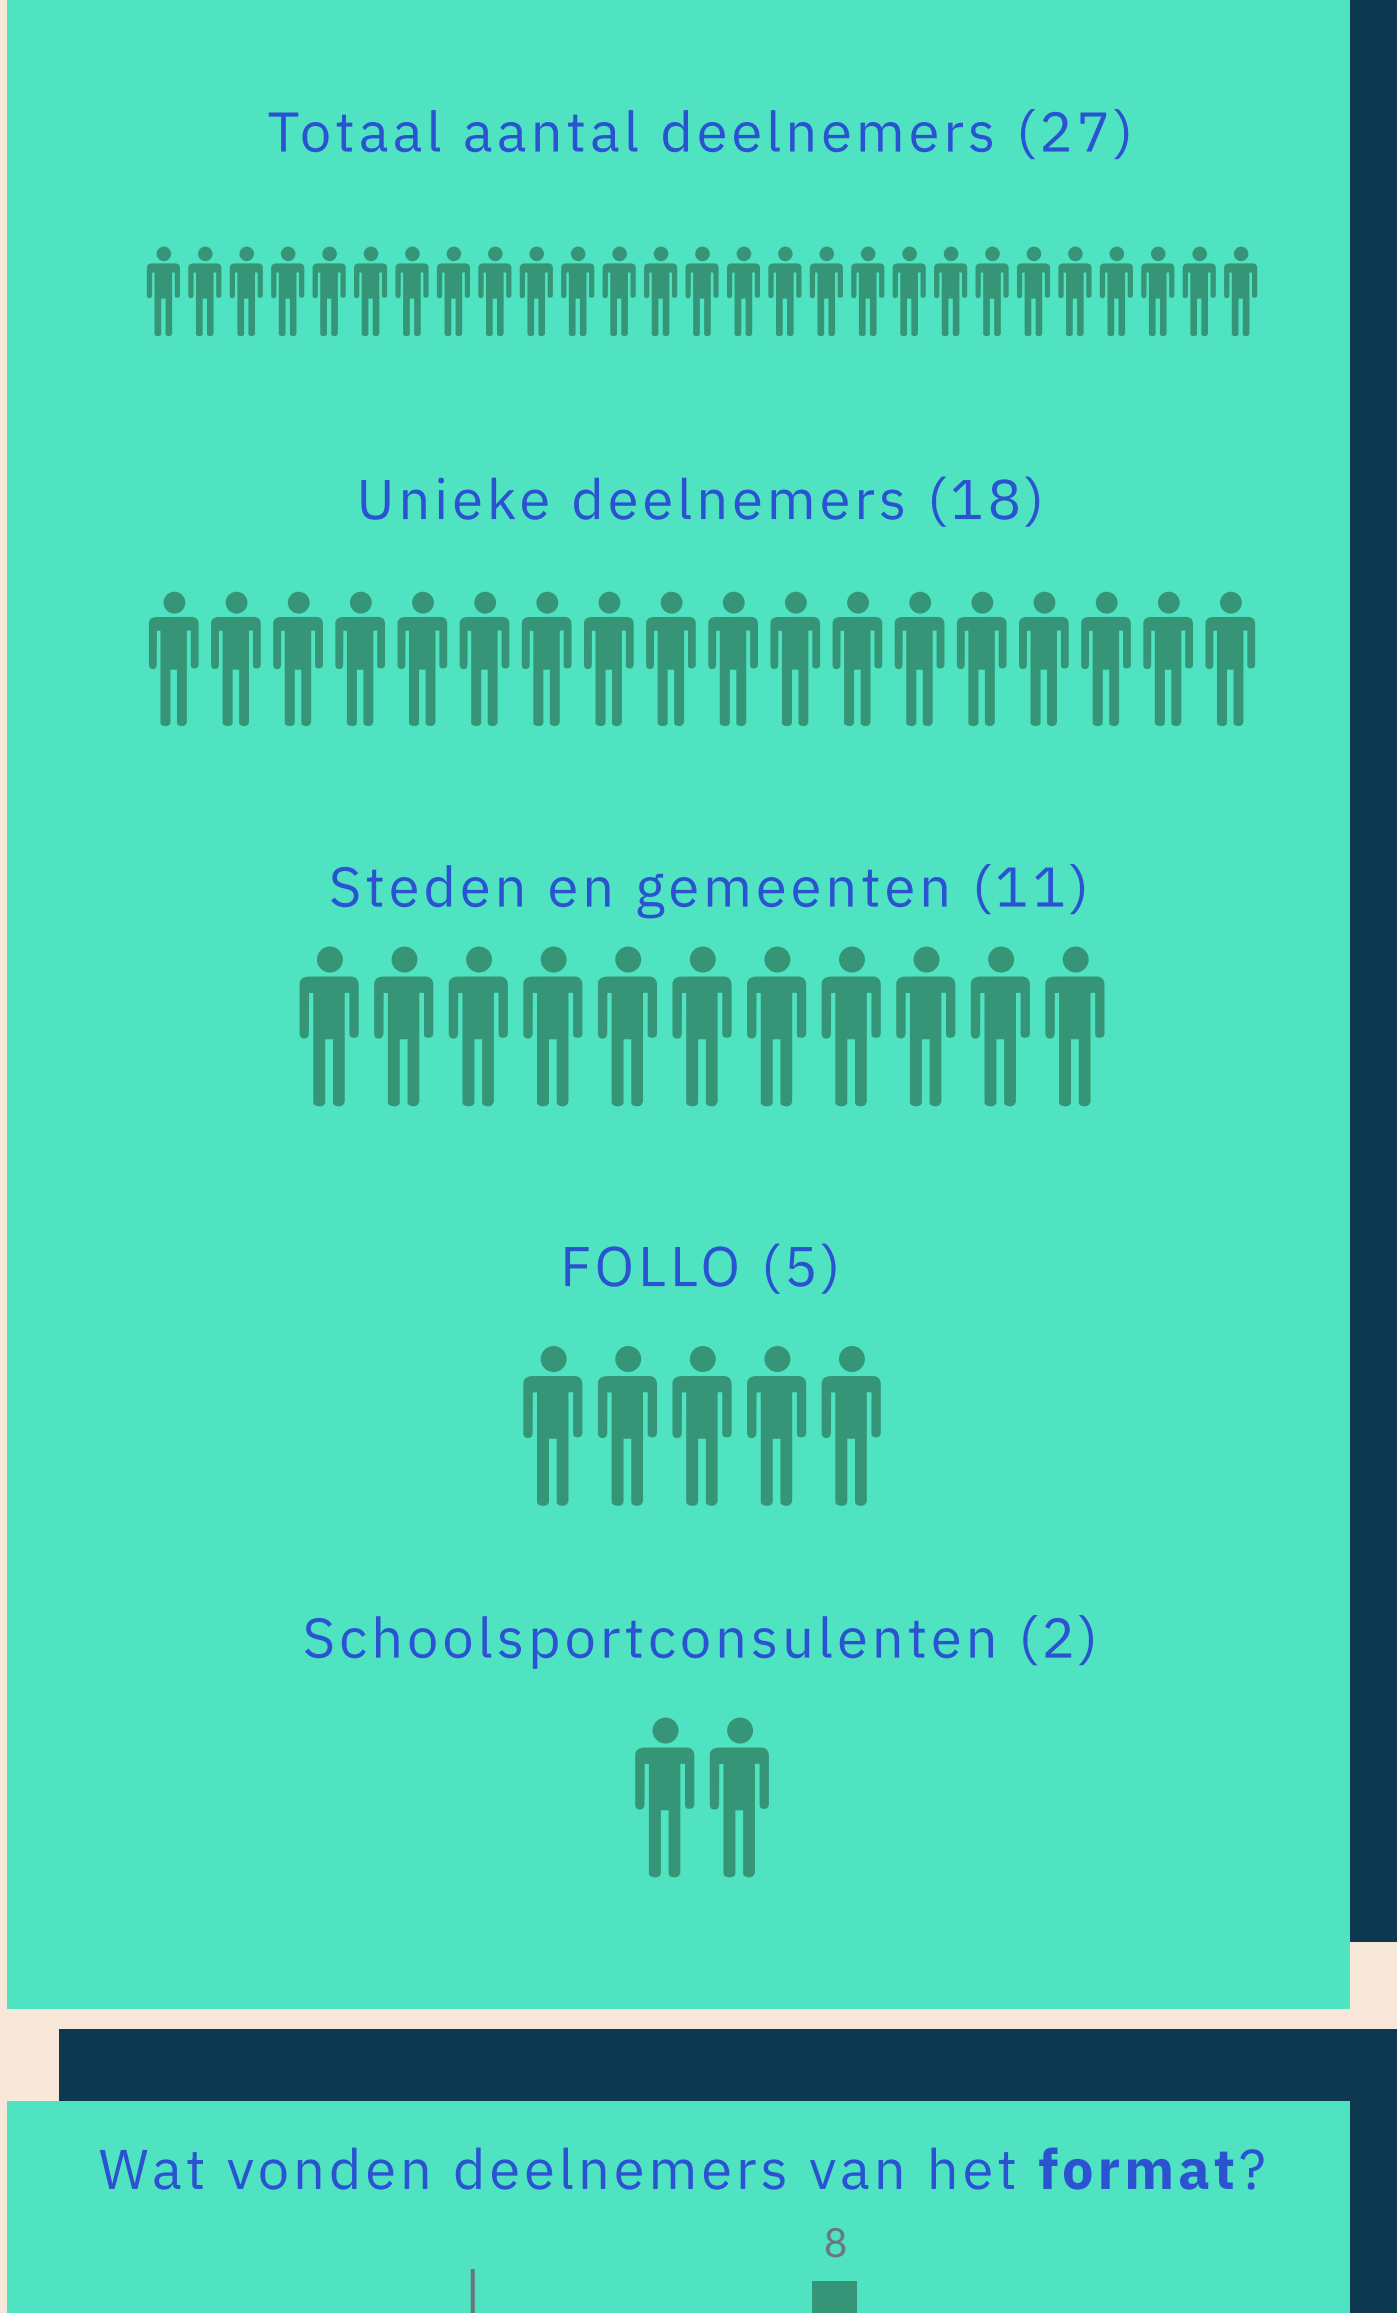 Totaal aantal deelnemers (27)
Unieke deelnemers (18)
Steden en gemeenten (11)
FOLLO (5)
Schoolsportconsulenten (2)
Wat vonden deelnemers van het format?
8